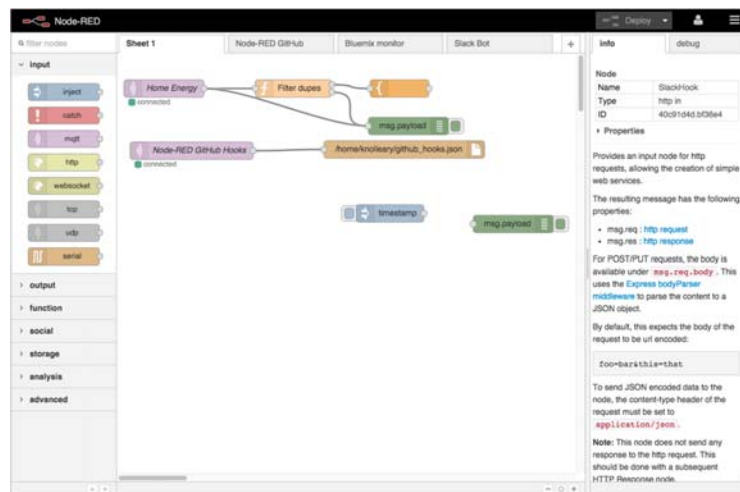 Node-RED
Deploy
filter nodes
Sheet 1
Node-RED GitHub
Bluemix monitor
Slack Bot
+
info
debug
input
inject
catch
mqtt
http
websocket
tcp
udp
serial
output
function
social
storage
analysis
advanced
Home Energy
connected
Filter dupes
msg.payload
Node-RED GitHub Hooks
connected
/home/knolleary/github_hooks.json
timestamp
msg.payload
Node
Name SlackHook
Type http in
ID 40c91d4d.bf36e4
Properties
Provides an input node for http
requests, allowing the creation of simple
web services.
The resulting message has the following
properties:
• msg.req : http request
• msg.res : http response
For POST/PUT requests, the body is
available under msg.req.body. This
uses the Express bodyParser
middleware to parse the content to a
JSON object.
By default, this expects the body of the
request to be url encoded:
foo=bar&this=that
To send JSON encoded data to the
node, the content-type header of the
request must be set to
application/json.
Note: This node does not send any
response to the http request. This
should be done with a subsequent
HTTP Response node.